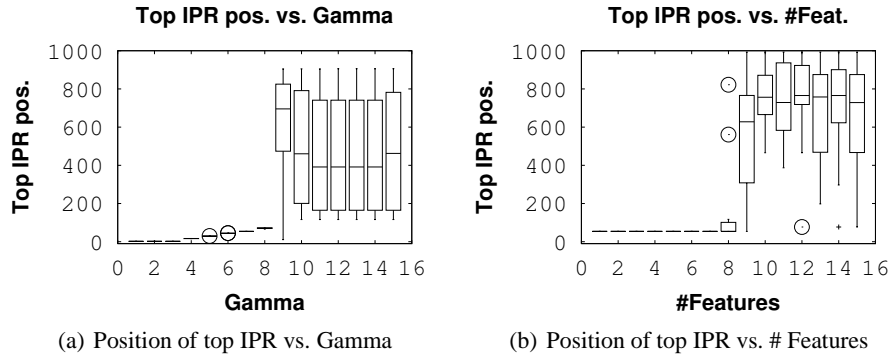 Top IPR pos. vs. Gamma
Top IPR pos.
1000
800
600
400
200
0
0 2 4 6 8 10 12 14 16
Gamma
(a) Position of top IPR vs. Gamma
Top IPR pos. vs. #Feat.
Top IPR pos.
1000
800
600
400
200
0
0 2 4 6 8 10 12 14 16
#Features
(b) Position of top IPR vs. # Features